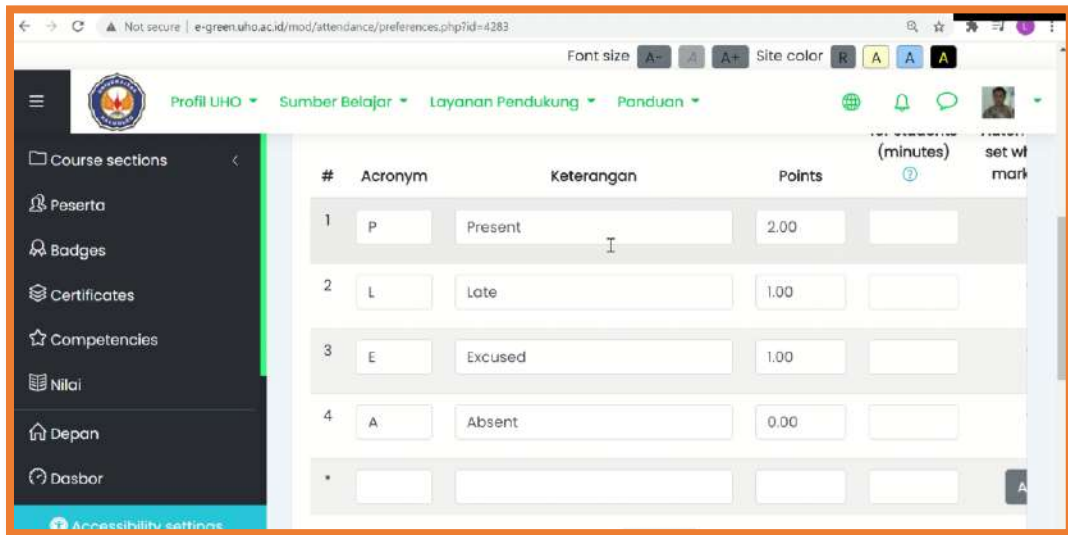 Not secure | e-green.uho.ac.id/mod/attendance/preferences.php?id=4283
Font size A- A A+ Site color R A A A
Profil UHO Sumber Belajar Layanan Pendukung Panduan
(minutes) set
# Acronym Keterangan Points
Course sections
Peserta
Badges
Certificates
Competencies
Nilai
Depan
Dasbor
Accessibility settings
1 P Present 2.00
2 L Late 1.00
3 E Excused 1.00
4 A Absent 0.00
*
A